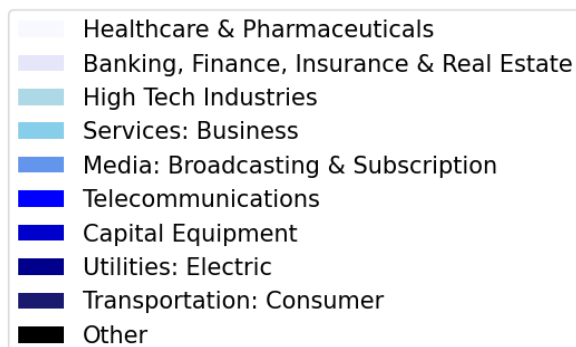 Healthcare & Pharmaceuticals
Banking, Finance, Insurance & Real Estate
High Tech Industries
Services: Business
Media: Broadcasting & Subscription
Telecommunications
Capital Equipment
Utilities: Electric
Transportation: Consumer
Other